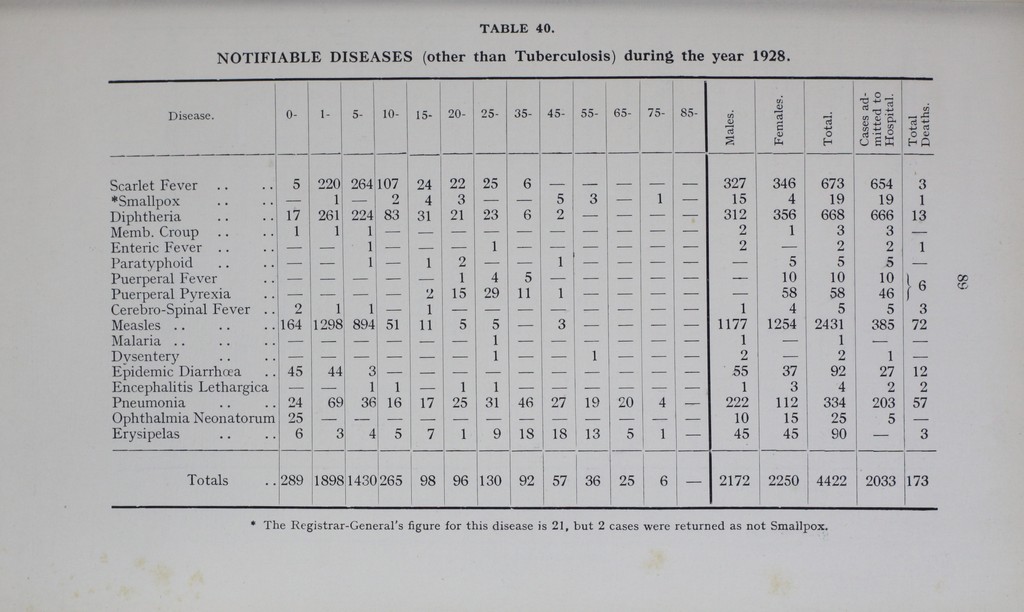 TABLE 40.
NOTIFIABLE DISEASES (other than Tuberculosis) during the year 1928.
Disease. 0- 1- 5- 10- 15- 20- 25- 35- 45- 55- 65- 75- 85- Males. Females. Total. Cases ad-mitted to Hospital. Total Deaths.
Scarlet Fever .. .. 5 220 264 107 24 22 25 6 — — — — — 327 346 673 654 3
*Smallpox .. .. — 1 — 2 4 3 — — 5 3 — 1 — 15 4 19 19 1
Diphtheria .. .. 17 261 224 83 31 21 23 6 2 — — — — 312 356 668 666 13
Memb. Croup .. .. 1 1 1 — — — — — — — — — — 2 1 3 3 —
Enteric Fever .. .. — — 1 — — — 1 — — — — — — 2 — 2 2 1
Paratyphoid .. .. — — 1 — 1 2 — — 1 — — — — — 5 5 5 —
Puerperal Fever .. — — — — — 1 4 5 — — — — — — 10 10 10 } 6
Puerperal Pyrexia .. — — — — 2 15 29 11 1 — — — — — 58 58 46
Cerebro-Spinal Fever .. 2 1 1 — 1 — — — — — — — — 1 4 5 5 3
Measles .. .. .. 164 1298 894 51 11 5 5 — 3 — — — — 1177 1254 2431 385 72
Malaria .. .. .. — — — — — — 1 — — — — — — 1 — 1 — —
Dysentery .. .. — — — — — — 1 — — 1 — — — 2 — 2 1 —
Epidemic Diarrhœa .. 45 44 3 — — — — — — — — — — 55 37 92 27 12
Encephalitis Lethargica — — 1 1 — 1 1 — — — — — — 1 3 4 2 2
Pneumonia .. .. 24 69 36 16 17 25 31 46 27 19 20 4 — 222 112 334 203 57
Ophthalmia Neonatorum 25 — — — — — — — — — — — — 10 15 25 5 —
Erysipelas .. .. 6 3 4 5 7 1 9 18 18 13 5 1 — 45 45 90 — 3
Totals .. 289 1898 1430 265 98 96 130 92 57 36 25 6 — 2172 2250 4422 2033 173
* The Registrar-General's figure for this disease is 21, but 2 cases were returned as not Smallpox.
89